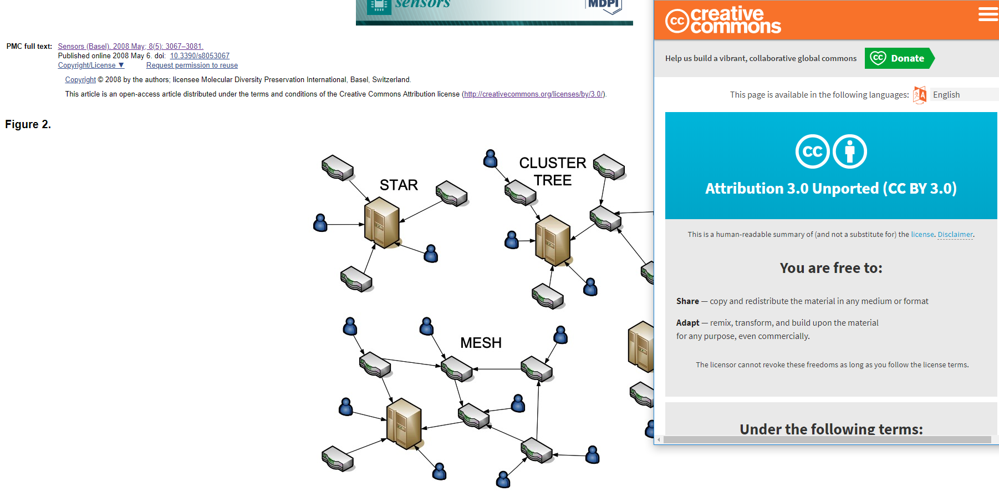 sensors
MDPI
PMC full text:
Sensors (Basel). 2008 May; 8(5): 3067–3081.
Published online 2008 May 6. doi: 10.3390/s8053067
Copyright/License ▼ Request permission to reuse
Copyright © 2008 by the authors; licensee Molecular Diversity Preservation International, Basel, Switzerland.
This article is an open-access article distributed under the terms and conditions of the Creative Commons Attribution license (http://creativecommons.org/licenses/by/3.0/).
Figure 2.
STAR
CLUSTER
TREE
MESH
cc creative
commons
Help us build a vibrant, collaborative global commons
cc Donate
This page is available in the following languages:
English
cc
Attribution 3.0 Unported (CC BY 3.0)
This is a human-readable summary of (and not a substitute for) the license. Disclaimer.
You are free to:
Share — copy and redistribute the material in any medium or format
Adapt — remix, transform, and build upon the material
for any purpose, even commercially.
The licensor cannot revoke these freedoms as long as you follow the license terms.
Under the following terms: